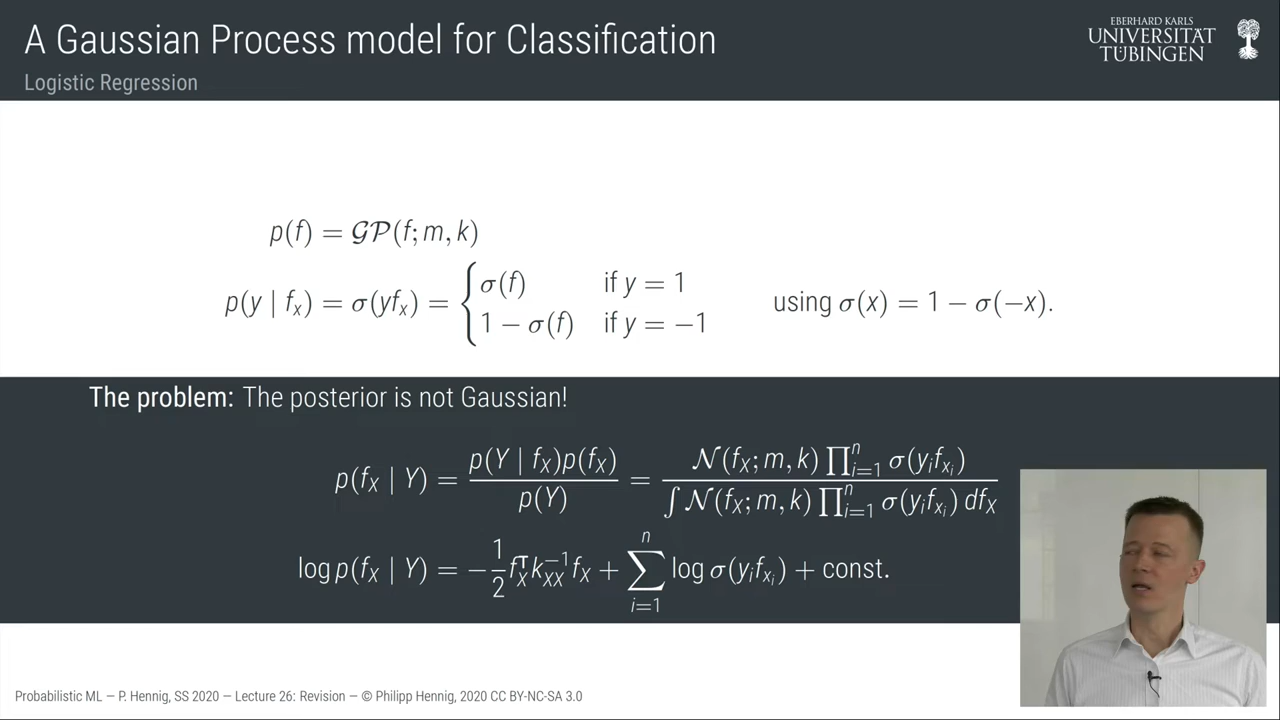 A Gaussian Process model for Classification
Logistic Regression
EBERHARD KARLS
UNIVERSITÄT
TÜBINGEN
p(f) = 𝒢𝒫(f; m, k)
p(y | f_x) = σ(yf_x) = { σ(f) if y = 1
1 − σ(f) if y = −1 using σ(x) = 1 − σ(−x).
The problem: The posterior is not Gaussian!
p(f_X | Y) = p(Y | f_X)p(f_X) / p(Y) = 𝒩(f_X; m, k) ∏_{i=1}^n σ(y_i f_{x_i}) / ∫ 𝒩(f_X; m, k) ∏_{i=1}^n σ(y_i f_{x_i}) df_X
log p(f_X | Y) = −1/2 f_X^⊤ k_{XX}^{−1} f_X + ∑_{i=1}^n log σ(y_i f_{x_i}) + const.
Probabilistic ML — P. Hennig, SS 2020 — Lecture 26: Revision — © Philipp Hennig, 2020 CC BY-NC-SA 3.0